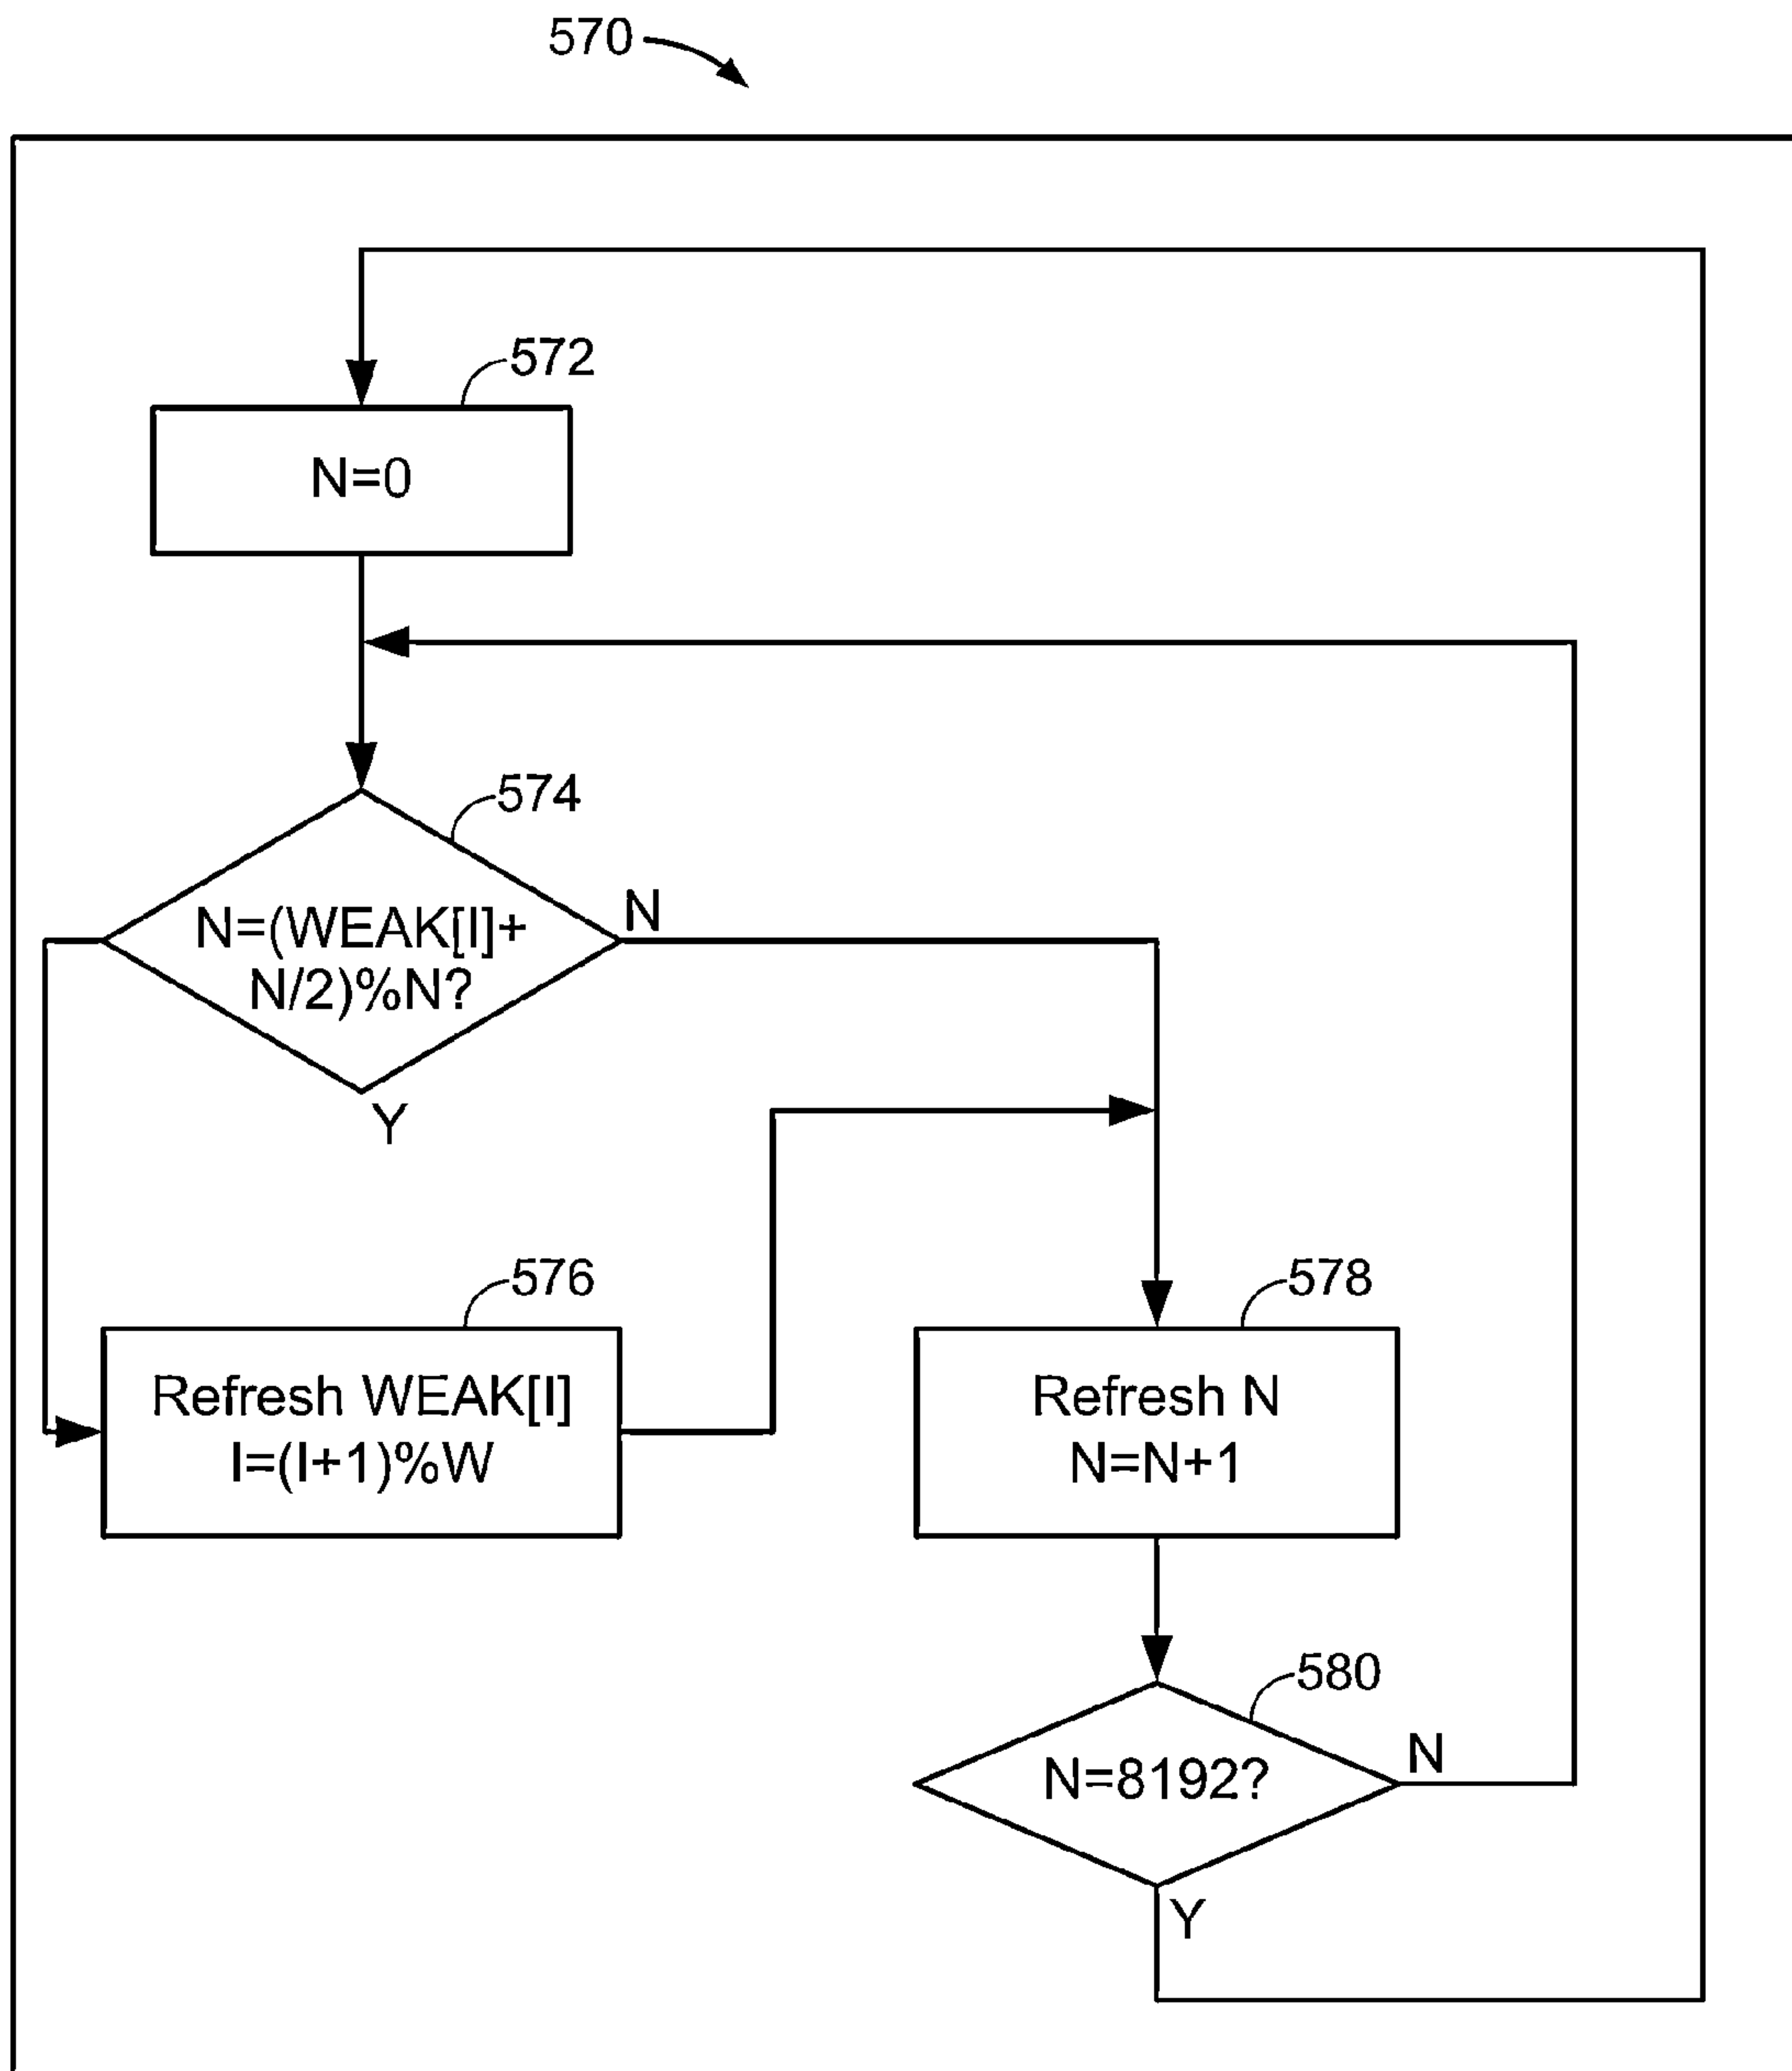 570
572
N=0
574
N=(WEAK[I]+
N/2)%N?
N
Y
576
Refresh WEAK[I]
I=(I+1)%W
578
Refresh N
N=N+1
580
N=8192?
N
Y